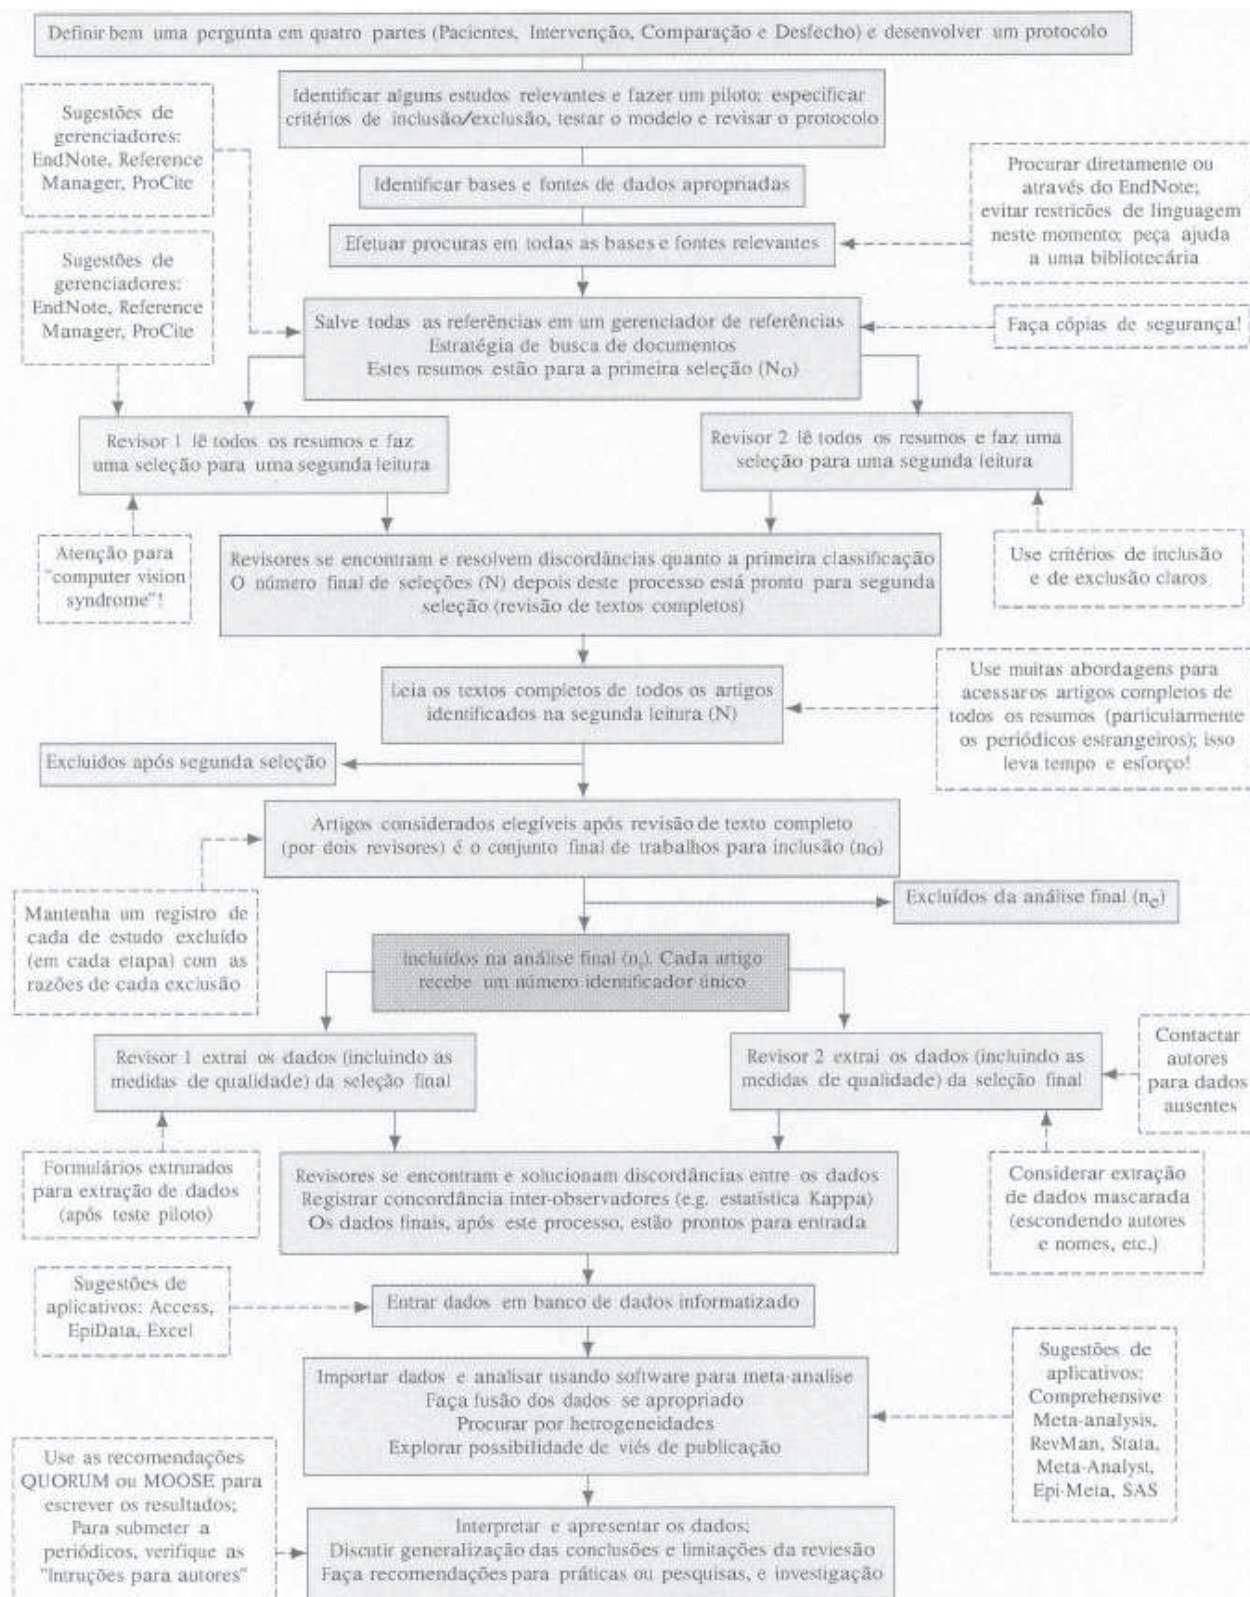 Definir bem uma pergunta em quatro partes (Pacientes, Intervenção, Comparação e Desfecho) e desenvolver um protocolo
Identificar alguns estudos relevantes e fazer um piloto; especificar
critérios de inclusão/exclusão, testar o modelo e revisar o protocolo
Sugestões de
gerenciadores:
EndNote, Reference
Manager, ProCite
Identificar bases e fontes de dados apropriadas
Procurar diretamente ou
através do EndNote;
evitar restrições de linguagem
neste momento; peça ajuda
a uma bibliotecária
Efetuar procuras em todas as bases e fontes relevantes
Sugestões de
gerenciadores:
EndNote, Reference
Manager, ProCite
Salve todas as referências em um gerenciador de referências
Estratégia de busca de documentos
Estes resumos estão para a primeira seleção (No)
Faça cópias de segurança!
Revisor 1 lê todos os resumos e faz
uma seleção para uma segunda leitura
Revisor 2 lê todos os resumos e faz uma
seleção para uma segunda leitura
Atenção para
"computer vision
syndrome"!
Revisores se encontram e resolvem discordâncias quanto a primeira classificação
O número final de seleções (N) depois deste processo está pronto para segunda
seleção (revisão de textos completos)
Use critérios de inclusão
e de exclusão claros
Leia os textos completos de todos os artigos
identificados na segunda leitura (N)
Use muitas abordagens para
acessaros artigos completos de
todos os resumos (particularmente
os periódicos estrangeiros); isso
leva tempo e esforço!
Excluidos após segunda seleção
Artigos considerados elegíveis após revisão de texto completo
(por dois revisores) é o conjunto final de trabalhos para inclusão (no)
Excluídos da análise final (ne)
Mantenha um registro de
cada de estudo excluído
(em cada etapa) com as
razões de cada exclusão
Incluídos na análise final (ni). Cada artigo
recebe um número identificador único
Revisor 1 extrai os dados (incluindo as
medidas de qualidade) da seleção final
Revisor 2 extrai os dados (incluindo as
medidas de qualidade) da seleção final
Contactar
autores
para dados
ausentes
Formulários extrurados
para extração de dados
(após teste piloto)
Revisores se encontram e solucionam discordâncias entre os dados
Registrar concordância inter-observadores (e.g. estatística Kappa)
Os dados finais, após este processo, estão prontos para entrada
Considerar extração
de dados mascarada
(escondendo autores
e nomes, etc.)
Sugestões de
aplicativos: Access,
EpiData, Excel
Entrar dados em banco de dados informatizado
Importar dados e analisar usando software para meta-analise
Faça fusão dos dados se apropriado
Procurar por hetrogeneidades
Explorar possibilidade de viés de publicação
Sugestões de
aplicativos:
Comprehensive
Meta-analysis,
RevMan, Stata,
Meta-Analyst,
Epi-Meta, SAS
Use as recomendações
QUORUM ou MOOSE para
escrever os resultados;
Para submeter a
periódicos, verifique as
"Intruções para autores"
Interpretar e apresentar os dados;
Discutir generalização das conclusões e limitações da reviesão
Faça recomendações para práticas ou pesquisas, e investigação